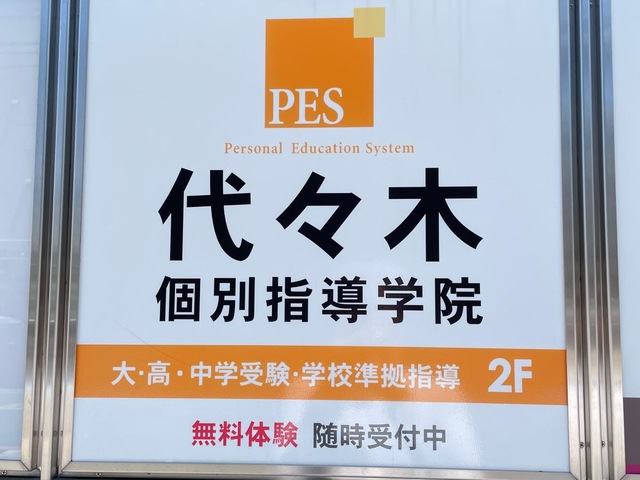 PES
Personal Education System
代々木
個別指導学院
大・高・中学受験・学校準拠指導 2F
無料体験 随時受付中